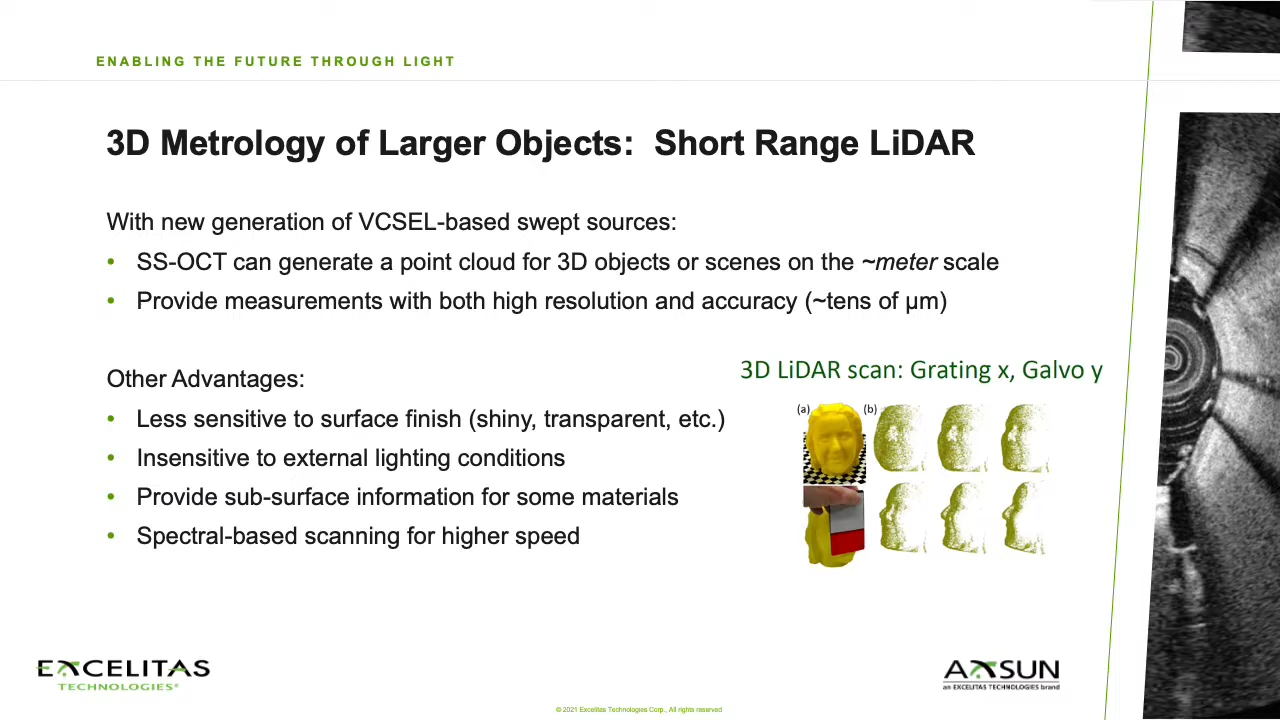 ENABLING THE FUTURE THROUGH LIGHT
3D Metrology of Larger Objects: Short Range LiDAR
With new generation of VCSEL-based swept sources:
• SS-OCT can generate a point cloud for 3D objects or scenes on the ~meter scale
• Provide measurements with both high resolution and accuracy (~tens of µm)
Other Advantages:
• Less sensitive to surface finish (shiny, transparent, etc.)
• Insensitive to external lighting conditions
• Provide sub-surface information for some materials
• Spectral-based scanning for higher speed
3D LiDAR scan: Grating x, Galvo y
(a) (b)
EXCELITAS
TECHNOLOGIES®
AXSUN
an EXCELITAS TECHNOLOGIES brand
© 2021 Excelitas Technologies Corp., All rights reserved